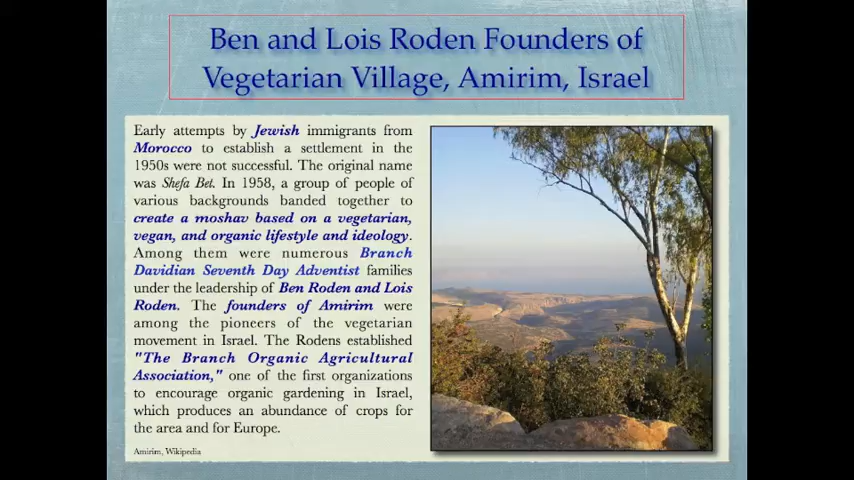 Ben and Lois Roden Founders of
Vegetarian Village, Amirim, Israel
Early attempts by Jewish immigrants from
Morocco to establish a settlement in the
1950s were not successful. The original name
was Shefa Bet. In 1958, a group of people of
various backgrounds banded together to
create a moshav based on a vegetarian,
vegan, and organic lifestyle and ideology.
Among them were numerous Branch
Davidian Seventh Day Adventist families
under the leadership of Ben Roden and Lois
Roden. The founders of Amirim were
among the pioneers of the vegetarian
movement in Israel. The Rodens established
"The Branch Organic Agricultural
Association," one of the first organizations
to encourage organic gardening in Israel,
which produces an abundance of crops for
the area and for Europe.
Amirim, Wikipedia